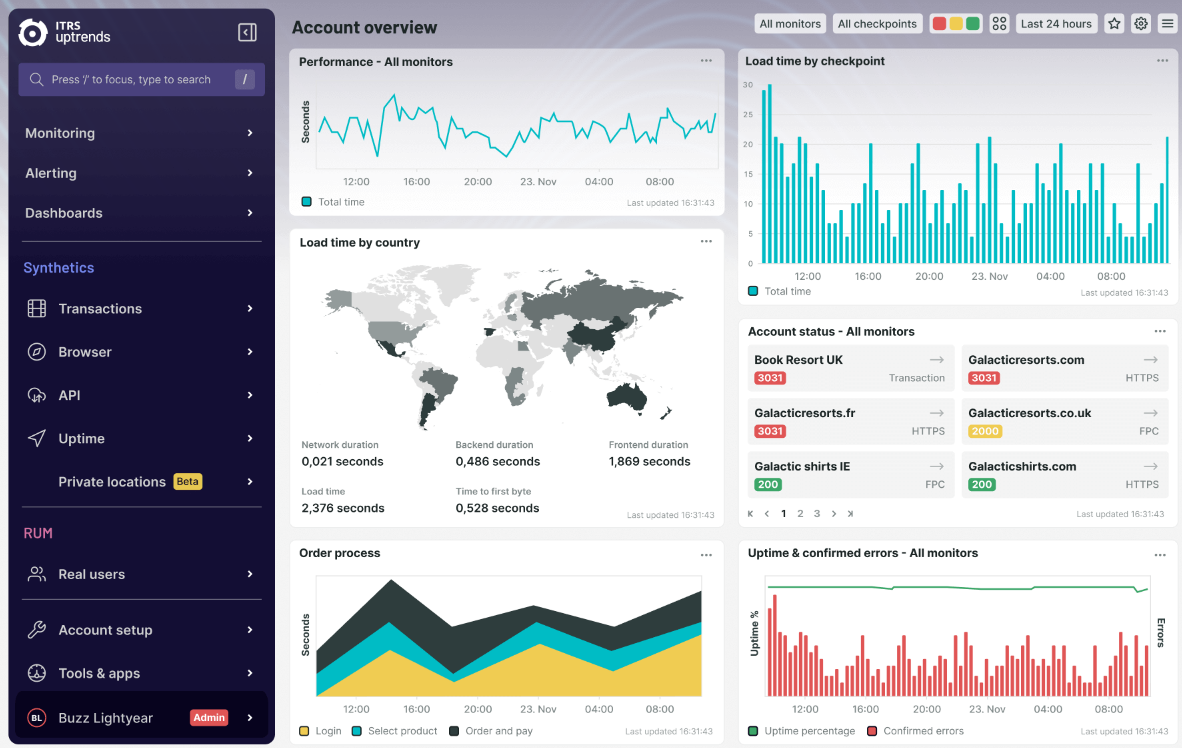 ITRS
uptrends
Press '/' to focus, type to search /
Monitoring
Alerting
Dashboards
Synthetics
Transactions
Browser
API
Uptime
Private locations Beta
RUM
Real users
Account setup
Tools & apps
BL Buzz Lightyear Admin
Account overview
All monitors All checkpoints Last 24 hours
Performance - All monitors
Seconds
12:00 16:00 20:00 23. Nov 04:00 08:00
Total time Last updated 16:31:43
Load time by checkpoint
30
25
20
15
10
5
0
12:00 16:00 20:00 23. Nov 04:00 08:00
Total time Last updated 16:31:43
Load time by country
Network duration Backend duration Frontend duration
0,021 seconds 0,486 seconds 1,869 seconds
Load time Time to first byte
2,376 seconds 0,528 seconds
Last updated 16:31:43
Account status - All monitors
Book Resort UK
3031 Transaction
Galacticresorts.com
3031 HTTPS
Galacticresorts.fr
3031 HTTPS
Galacticresorts.co.uk
2000 FPC
Galactic shirts IE
200 FPC
Galacticshirts.com
200 HTTPS
1 2 3
Last updated 16:31:43
Order process
Seconds
12:00 16:00 20:00 23. Nov 04:00 08:00
Login Select product Order and pay Last updated 16:31:43
Uptime & confirmed errors - All monitors
Uptime %
Errors
12:00 16:00 20:00 23. Nov 04:00 08:00
Uptime percentage Confirmed errors Last updated 16:31:43